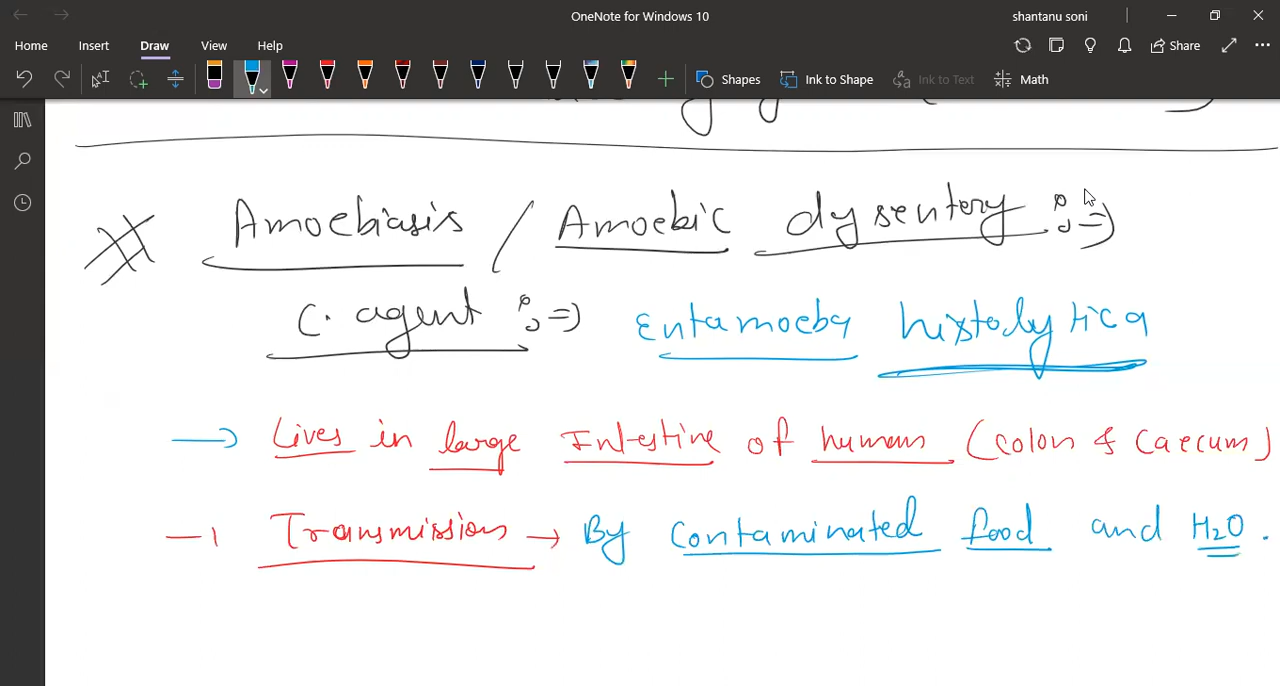 OneNote for Windows 10
shantanu soni
Home Insert Draw View Help
Share
Shapes Ink to Shape Ink to Text Math
# Amoebiasis / Amoebic dysentory :=)
C. agent :=) Entamoeba histolytica
→ Lives in large Intestine of human (Colon & Caecum)
Transmission → By Contaminated food and H2O.